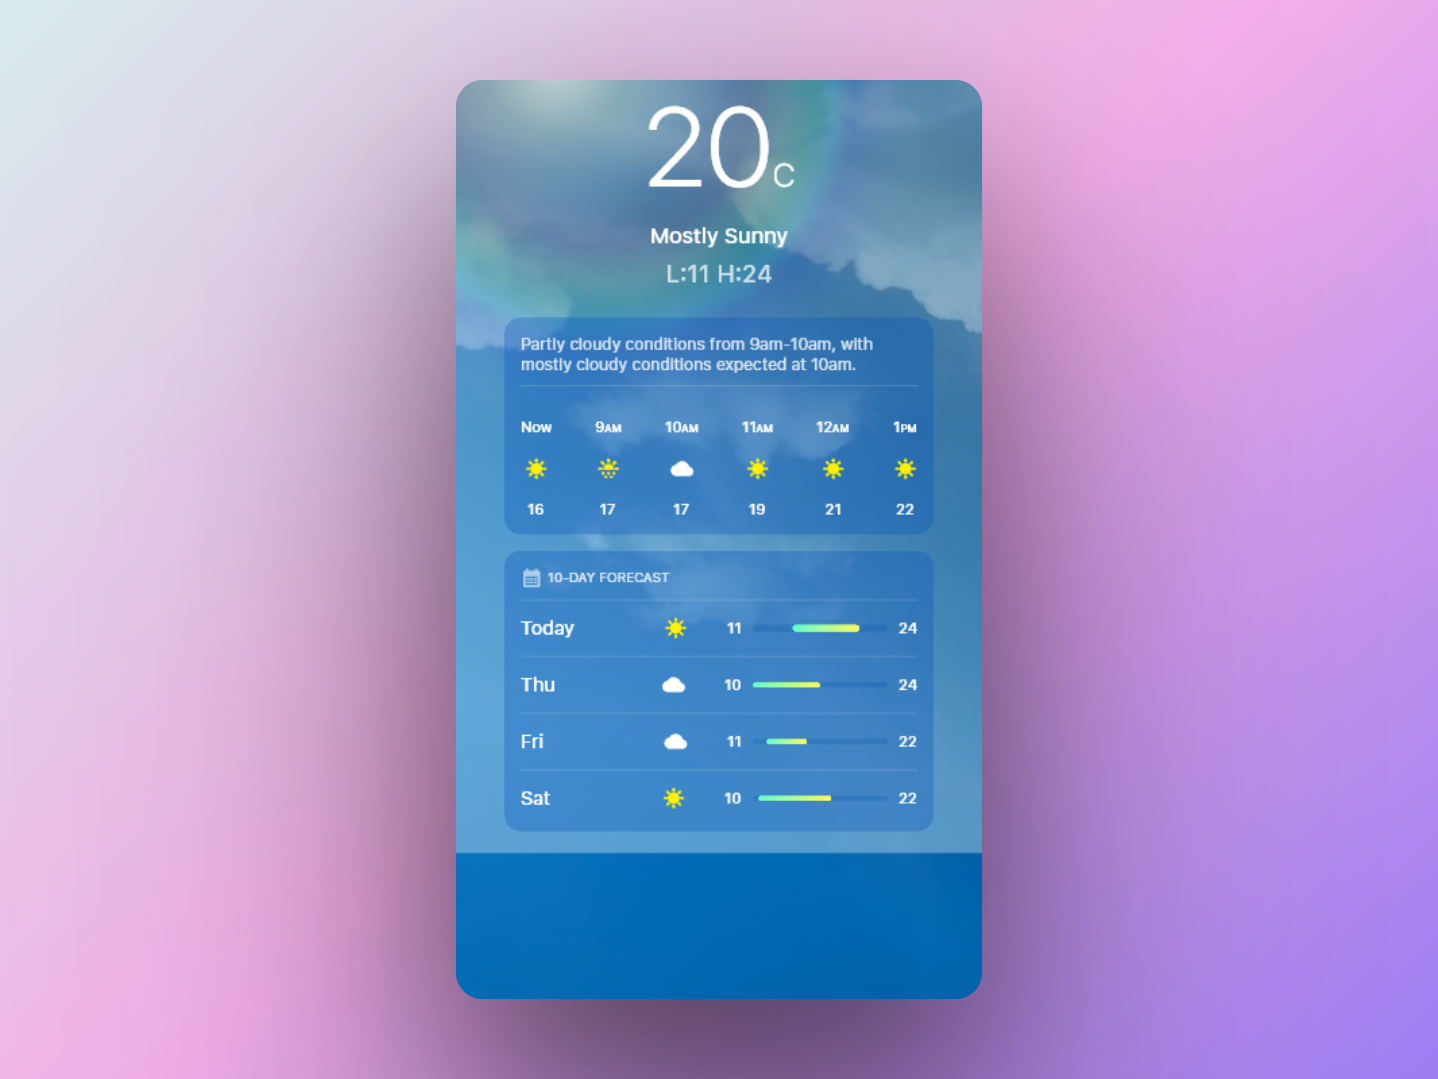 20C
Mostly Sunny
L:11 H:24
Partly cloudy conditions from 9am-10am, with
mostly cloudy conditions expected at 10am.
Now 9AM 10AM 11AM 12AM 1PM
16 17 17 19 21 22
10-DAY FORECAST
Today 11 24
Thu 10 24
Fri 11 22
Sat 10 22